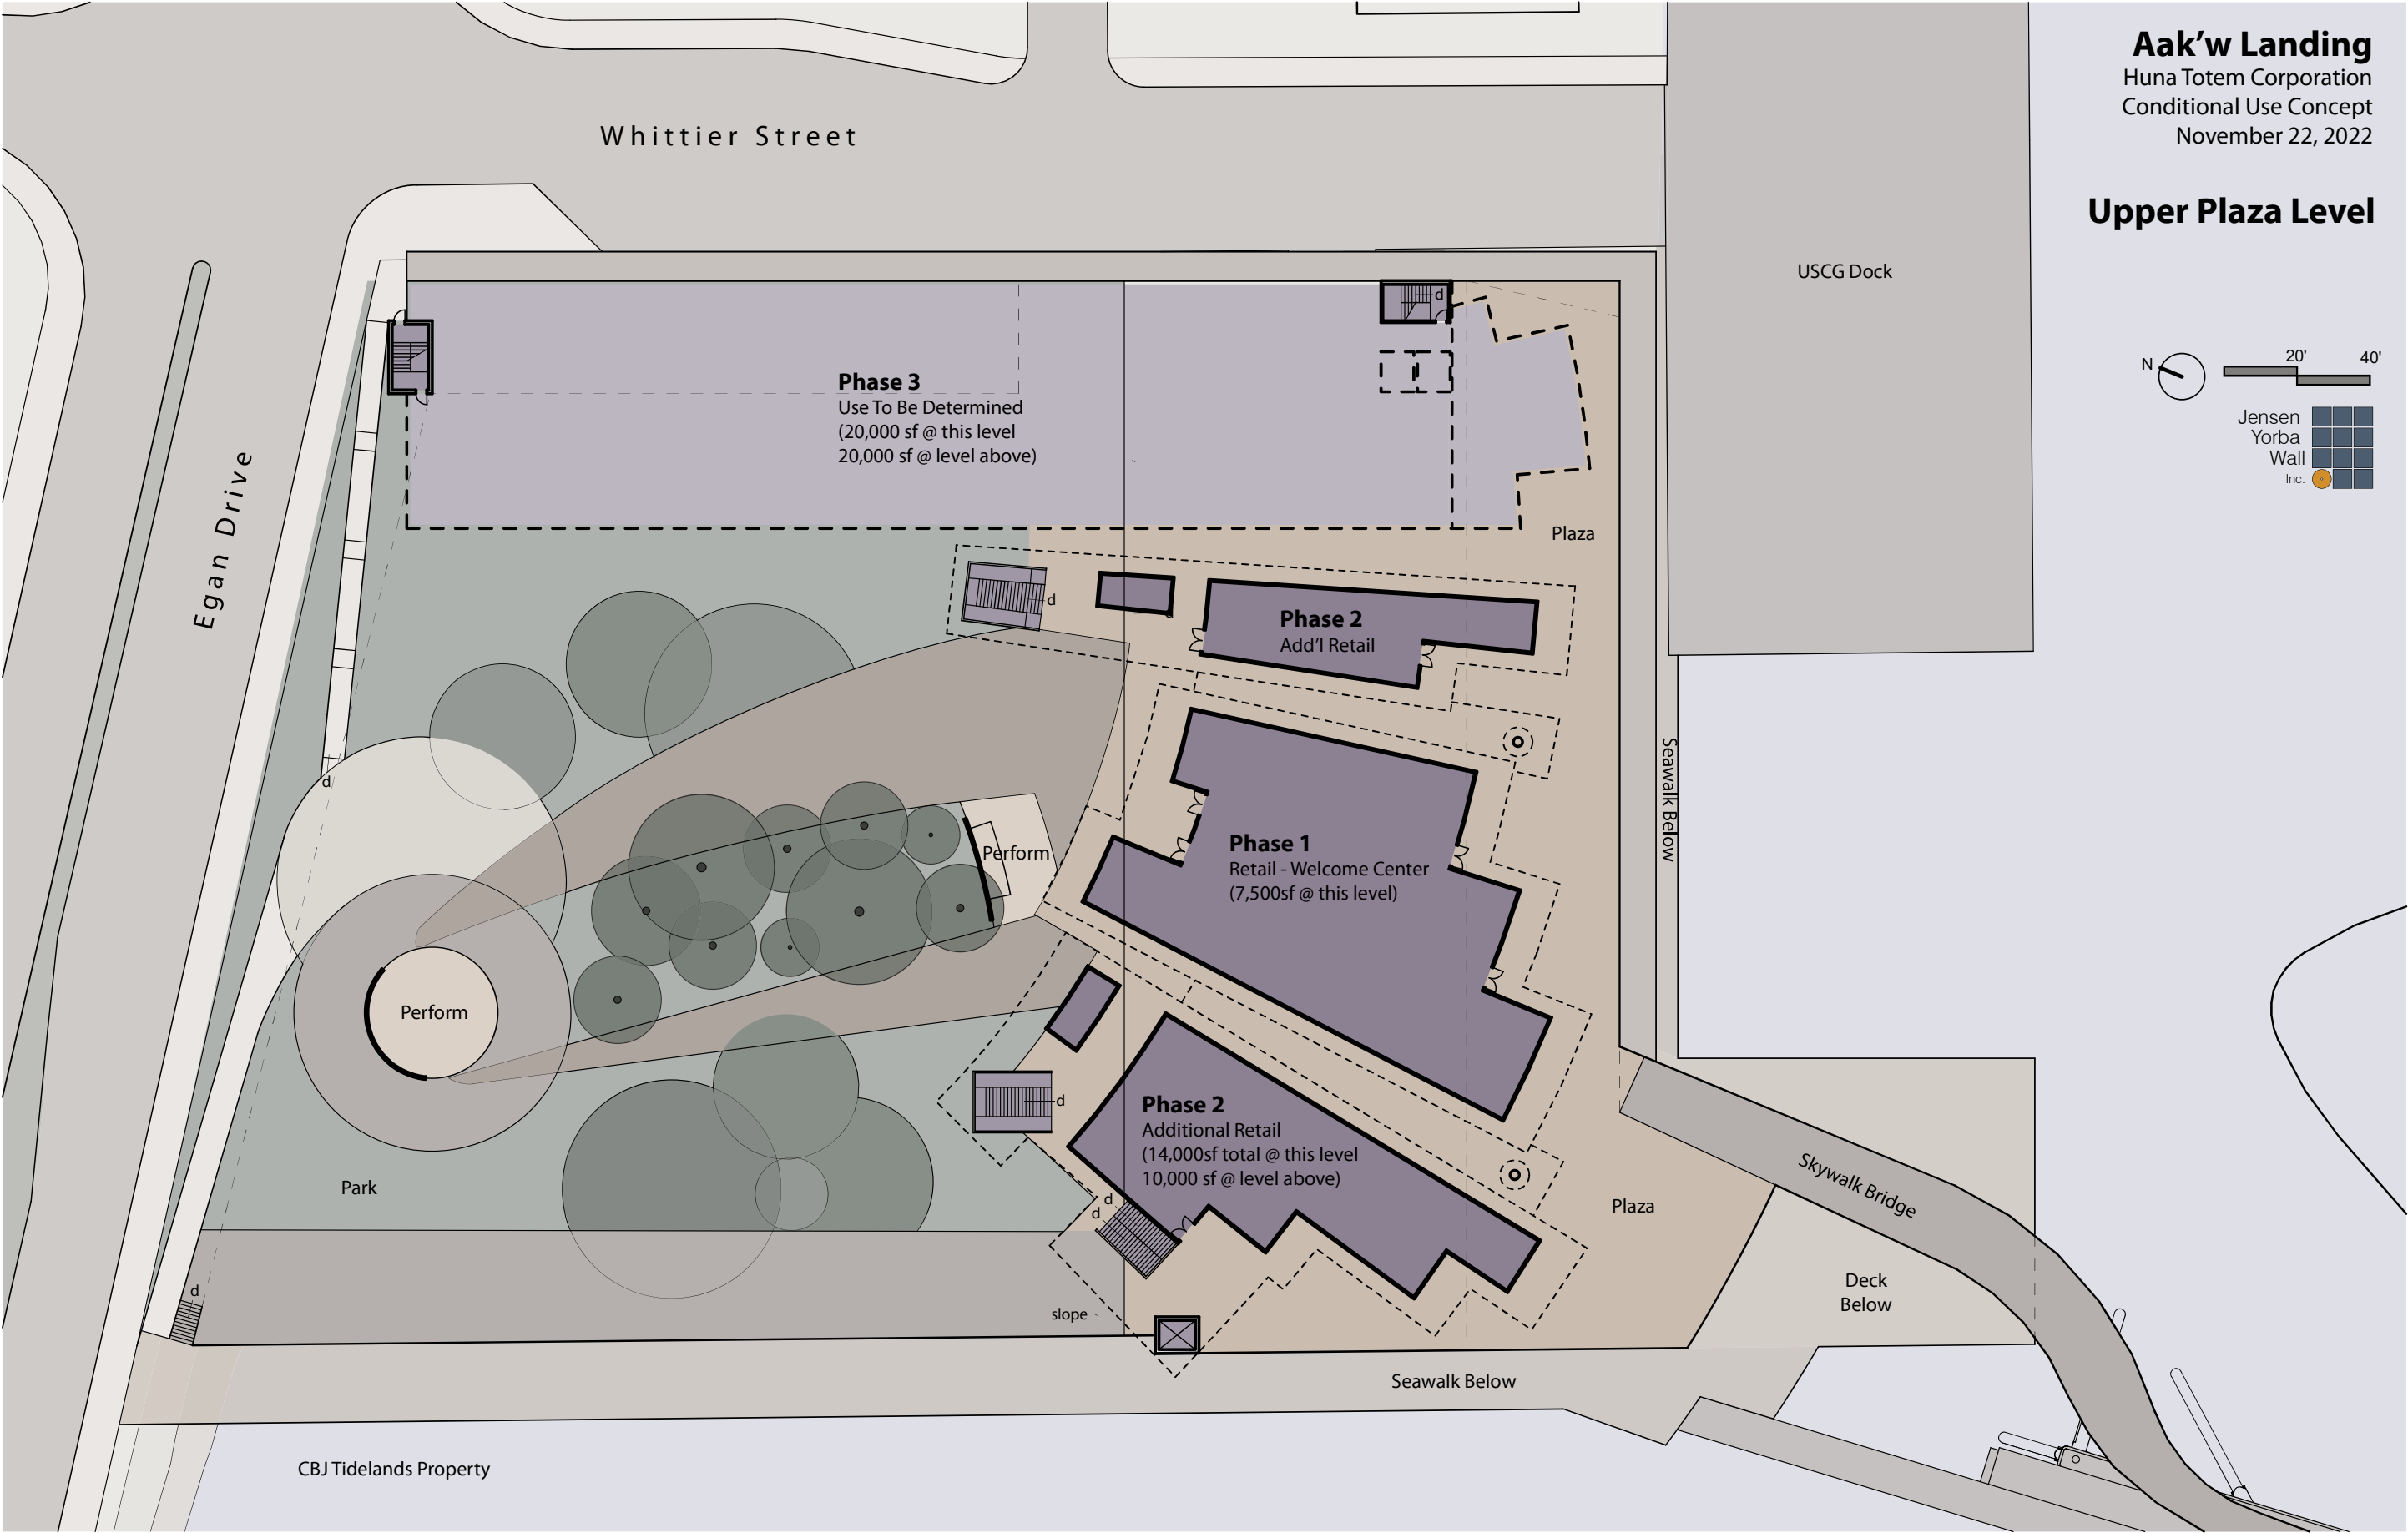 Aak’w Landing
Huna Totem Corporation
Conditional Use Concept
November 22, 2022
Upper Plaza Level
Whittier Street
USCG Dock
d
N
20'
40'
Jensen
Yorba
Wall
Inc.
Phase 3
Use To Be Determined
(20,000 sf @ this level
20,000 sf @ level above)
Egan Drive
Plaza
d
Phase 2
Add’l Retail
d
Seawalk Below
Perform
Phase 1
Retail - Welcome Center
(7,500sf @ this level)
Perform
d
Phase 2
Additional Retail
(14,000sf total @ this level
10,000 sf @ level above)
Park
d
d
Plaza
Skywalk Bridge
Deck
Below
d
slope
Seawalk Below
CBJ Tidelands Property